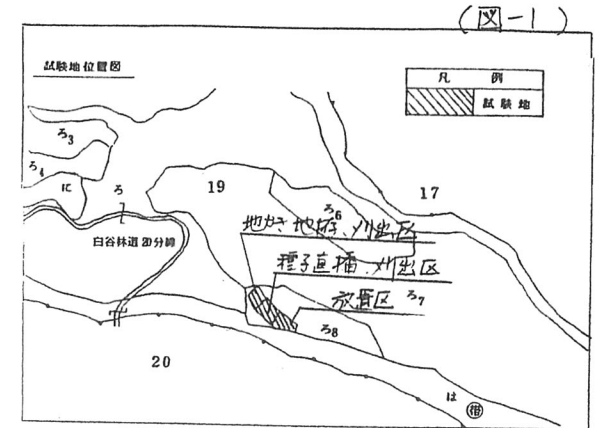 (図-1)
試験地位置図
凡 例
試験地
ろ3
ろ4
に
ろ
19
17
ろ6
地かき 地拵、刈出区
白谷林道20分線
種子直播、刈出区
放置区
ろ7
ろ8
20
は